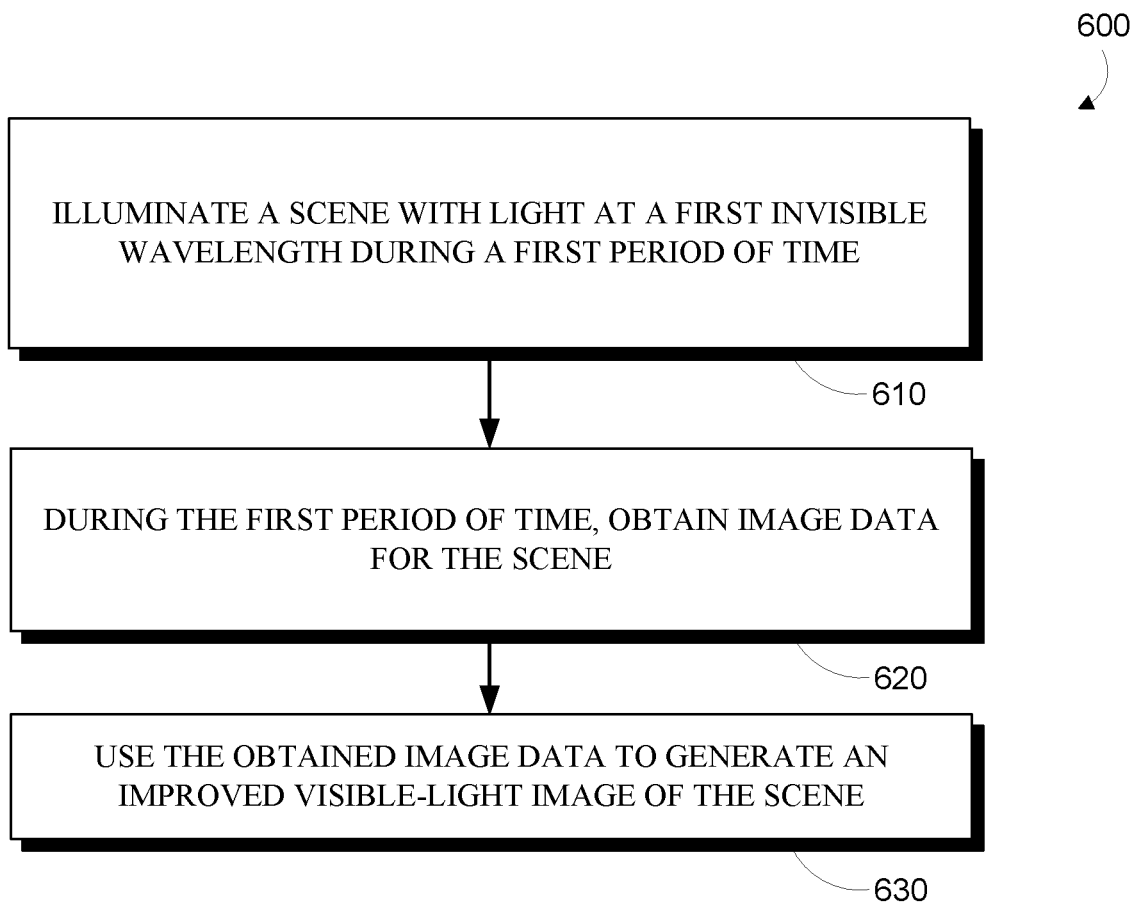 600
ILLUMINATE A SCENE WITH LIGHT AT A FIRST INVISIBLE
WAVELENGTH DURING A FIRST PERIOD OF TIME
610
DURING THE FIRST PERIOD OF TIME, OBTAIN IMAGE DATA
FOR THE SCENE
620
USE THE OBTAINED IMAGE DATA TO GENERATE AN
IMPROVED VISIBLE-LIGHT IMAGE OF THE SCENE
630